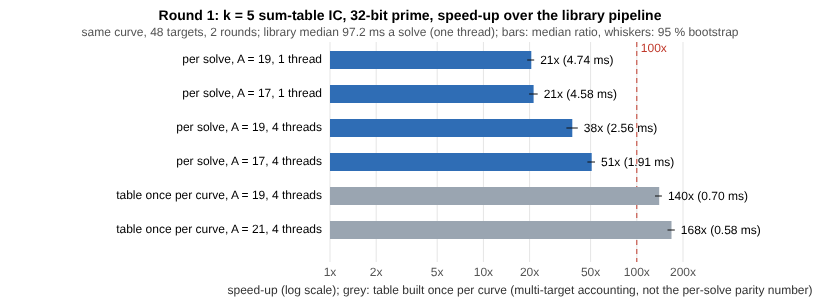 Round 1: k = 5 sum-table IC, 32-bit prime, speed-up over the library pipeline
same curve, 48 targets, 2 rounds; library median 97.2 ms a solve (one thread); bars: median ratio, whiskers: 95 % bootstrap
100x
per solve, A = 19, 1 thread 21x (4.74 ms)
per solve, A = 17, 1 thread 21x (4.58 ms)
per solve, A = 19, 4 threads 38x (2.56 ms)
per solve, A = 17, 4 threads 51x (1.91 ms)
table once per curve, A = 19, 4 threads 140x (0.70 ms)
table once per curve, A = 21, 4 threads 168x (0.58 ms)
1x 2x 5x 10x 20x 50x 100x 200x
speed-up (log scale); grey: table built once per curve (multi-target accounting, not the per-solve parity number)